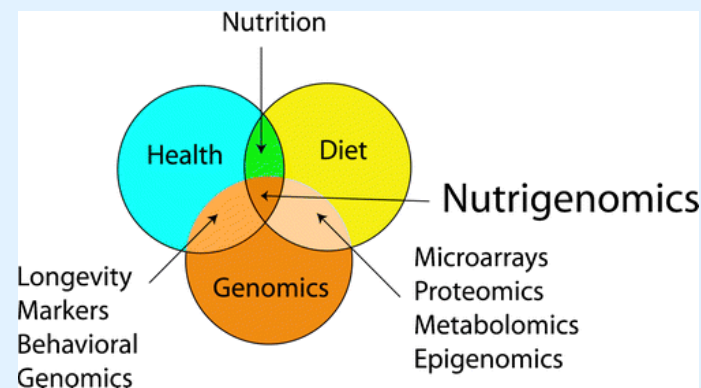 Nutrition
Health
Diet
Nutrigenomics
Genomics
Longevity
Markers
Behavioral
Genomics
Microarrays
Proteomics
Metabolomics
Epigenomics